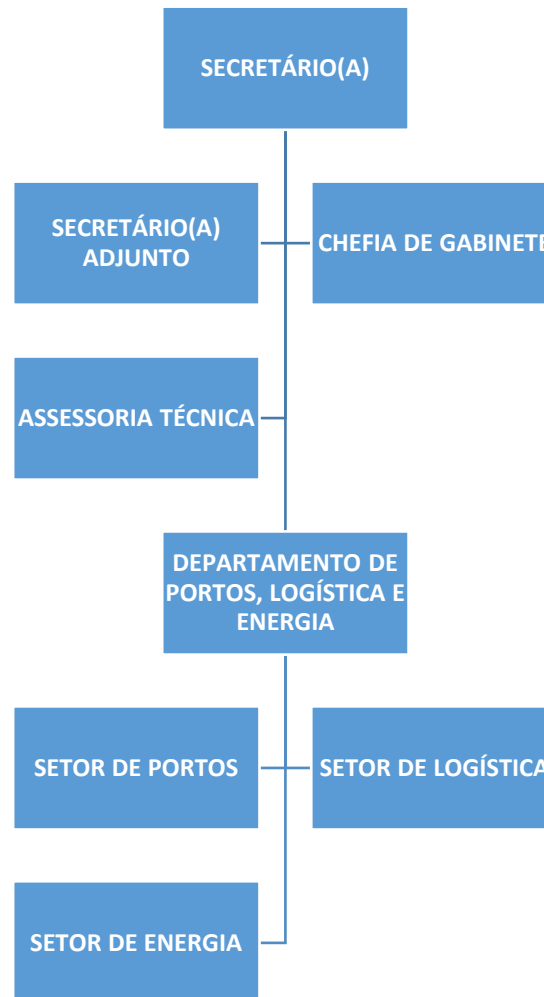 SECRETÁRIO(A)
SECRETÁRIO(A)
ADJUNTO
CHEFIA DE GABINETE
ASSESSORIA TÉCNICA
DEPARTAMENTO DE
PORTOS, LOGÍSTICA E
ENERGIA
SETOR DE PORTOS
SETOR DE LOGÍSTICA
SETOR DE ENERGIA